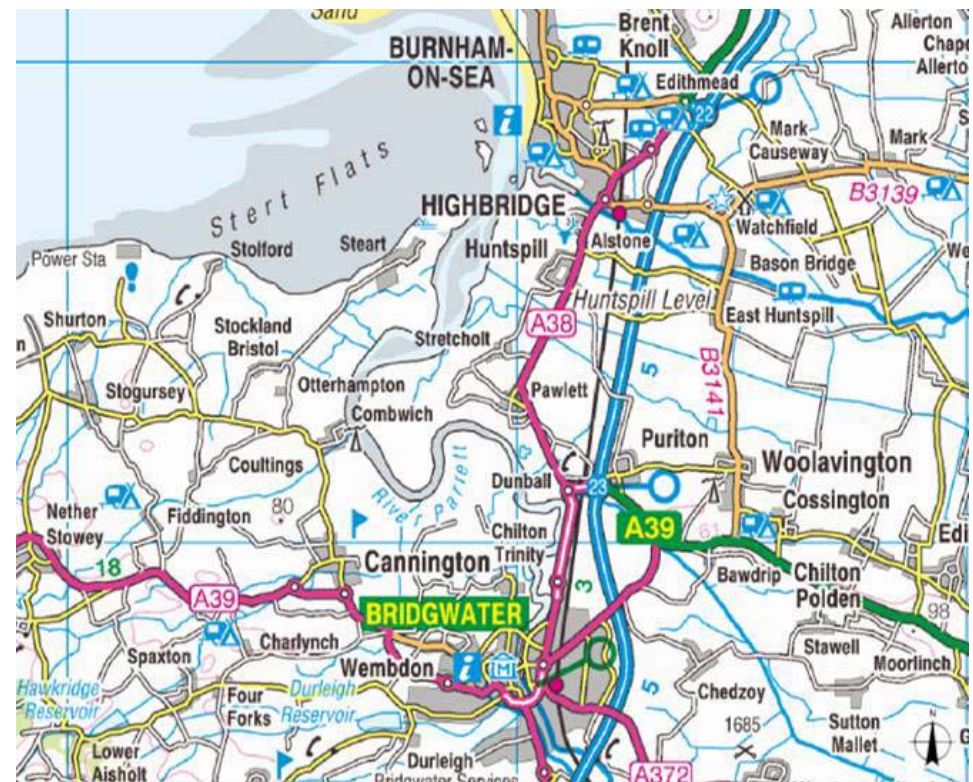 Sand
Brent
Knoll
Allerton
Chape
Allerto
BURNHAM-
ON-SEA
Edithmead
22
Mark
Causeway
Mark
B3139
Stert Flats
HIGHBRIDGE
Watchfield
Stolford
Steart
Huntspill
Alstone
Bason Bridge
We
Power Sta
Huntspill Level
East Huntspill
Shurton
Stockland
Bristol
Stretcholt
A38
5
B3141
Stogursey
Otterhampton
Combwich
Pawlett
Puriton
Woolavington
Coultings
River Parrett
Dunball
23
Cossington
Nether
Stowey
Fiddington
80
Chilton
Trinity
A39
61
Edi
18
Cannington
3
Bawdrip
Chilton
Polden
A39
BRIDGWATER
98
Charlynch
Stawell
Spaxton
Wembdon
Moorlinch
Hawkridge
Reservoir
Four
Forks
Durleigh
Reservoir
5
Chedzoy
1685
Sutton
Mallet
N
G
Lower
Aisholt
Durleigh
Bridgwater Services
A372